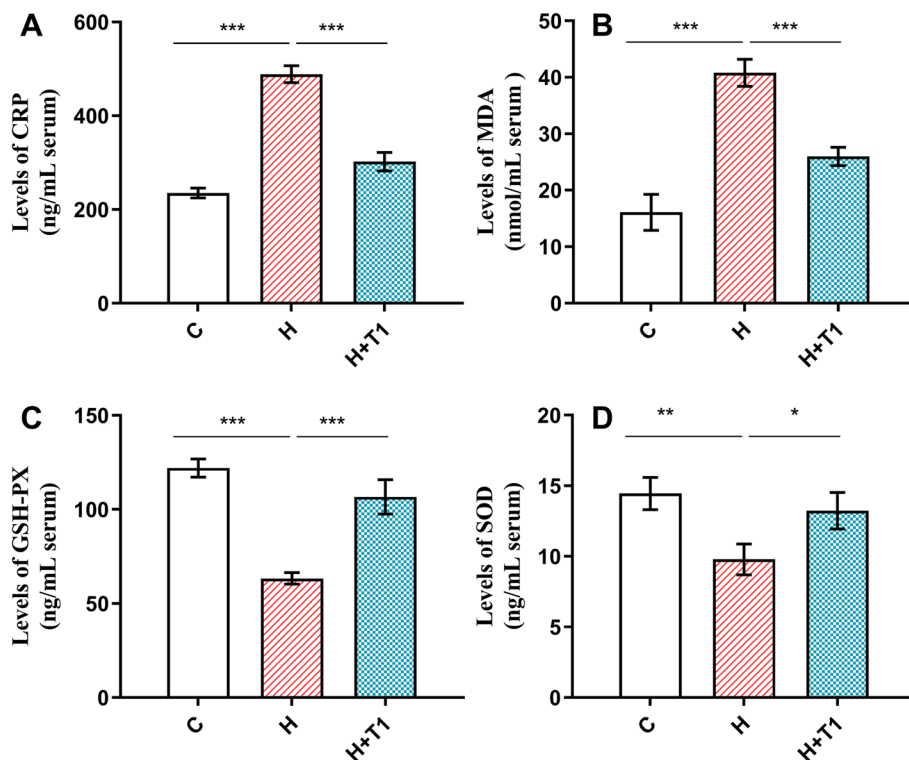 A
Levels of CRP
(ng/mL serum)
600
400
200
0
*** ***
C H H+T1
B
Levels of MDA
(nmol/mL serum)
50
40
30
20
10
0
*** ***
C H H+T1
C
Levels of GSH-PX
(ng/mL serum)
150
100
50
0
*** ***
C H H+T1
D
Levels of SOD
(ng/mL serum)
20
15
10
5
0
** *
C H H+T1